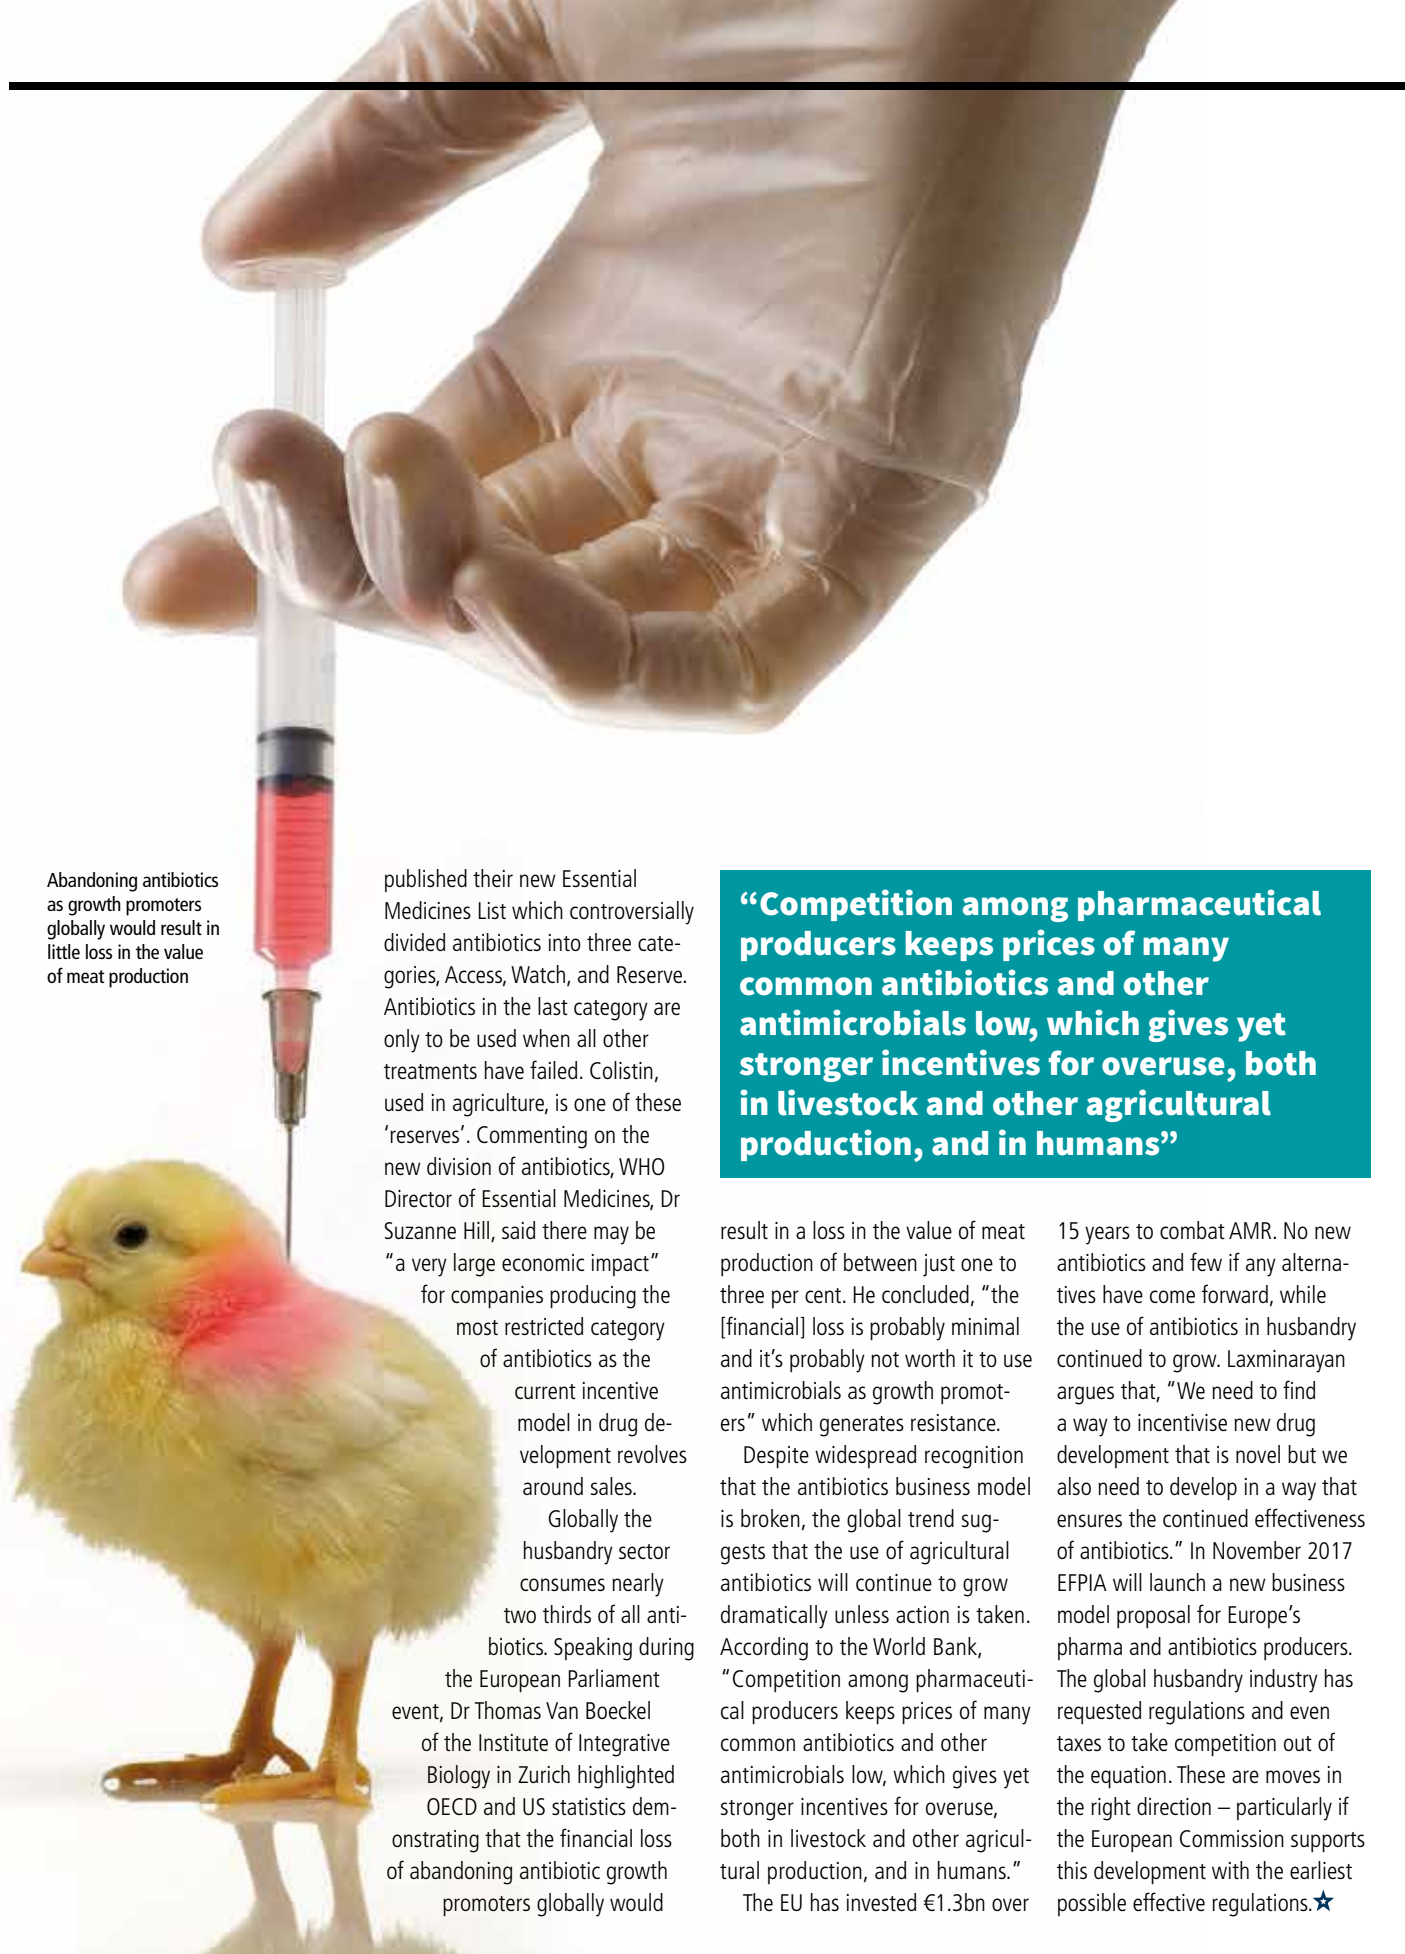 Abandoning antibiotics
as growth promoters
globally would result in
little loss in the value
of meat production
published their new Essential
Medicines List which controversially
divided antibiotics into three cate-
gories, Access, Watch, and Reserve.
Antibiotics in the last category are
only to be used when all other
treatments have failed. Colistin,
used in agriculture, is one of these
‘reserves’. Commenting on the
new division of antibiotics, WHO
Director of Essential Medicines, Dr
Suzanne Hill, said there may be
“a very large economic impact”
for companies producing the
most restricted category
of antibiotics as the
current incentive
model in drug de-
velopment revolves
around sales.
Globally the
husbandry sector
consumes nearly
two thirds of all anti-
biotics. Speaking during
the European Parliament
event, Dr Thomas Van Boeckel
of the Institute of Integrative
Biology in Zurich highlighted
OECD and US statistics dem-
onstrating that the financial loss
of abandoning antibiotic growth
promoters globally would
“Competition among pharmaceutical
producers keeps prices of many
common antibiotics and other
antimicrobials low, which gives yet
stronger incentives for overuse, both
in livestock and other agricultural
production, and in humans”
result in a loss in the value of meat
production of between just one to
three per cent. He concluded, “the
[financial] loss is probably minimal
and it’s probably not worth it to use
antimicrobials as growth promot-
ers” which generates resistance.
Despite widespread recognition
that the antibiotics business model
is broken, the global trend sug-
gests that the use of agricultural
antibiotics will continue to grow
dramatically unless action is taken.
According to the World Bank,
“Competition among pharmaceuti-
cal producers keeps prices of many
common antibiotics and other
antimicrobials low, which gives yet
stronger incentives for overuse,
both in livestock and other agricul-
tural production, and in humans.”
The EU has invested €1.3bn over
15 years to combat AMR. No new
antibiotics and few if any alterna-
tives have come forward, while
the use of antibiotics in husbandry
continued to grow. Laxminarayan
argues that, “We need to find
a way to incentivise new drug
development that is novel but we
also need to develop in a way that
ensures the continued effectiveness
of antibiotics.” In November 2017
EFPIA will launch a new business
model proposal for Europe’s
pharma and antibiotics producers.
The global husbandry industry has
requested regulations and even
taxes to take competition out of
the equation. These are moves in
the right direction – particularly if
the European Commission supports
this development with the earliest
possible effective regulations.